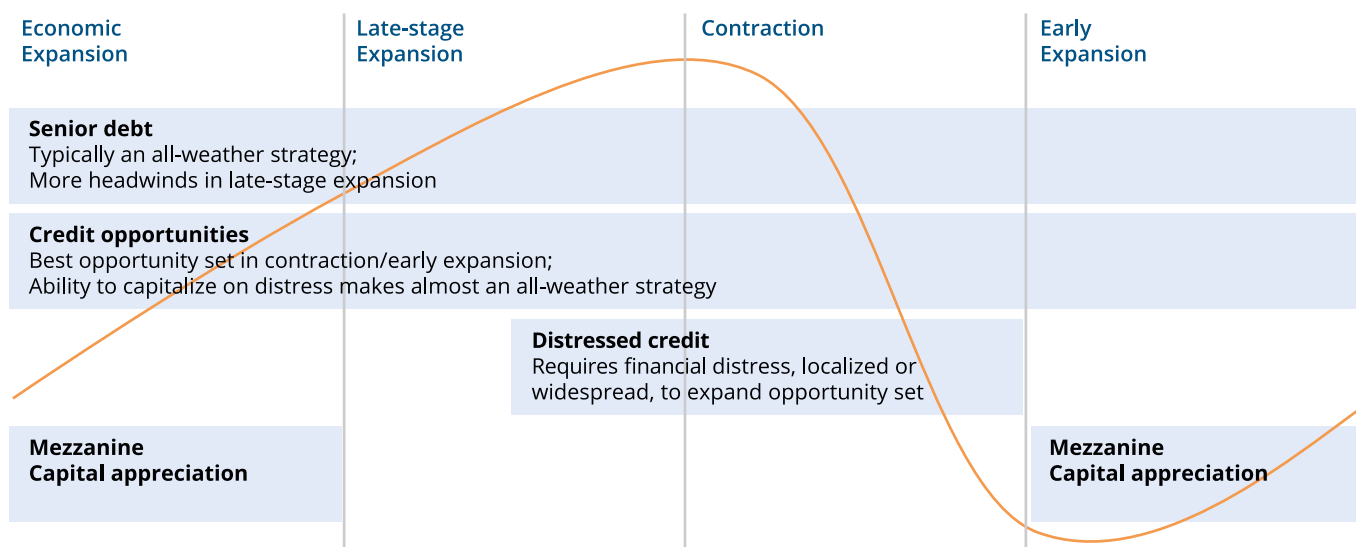 Economic
Expansion
Late-stage
Expansion
Contraction
Early
Expansion
Senior debt
Typically an all-weather strategy;
More headwinds in late-stage expansion
Credit opportunities
Best opportunity set in contraction/early expansion;
Ability to capitalize on distress makes almost an all-weather strategy
Distressed credit
Requires financial distress, localized or
widespread, to expand opportunity set
Mezzanine
Capital appreciation
Mezzanine
Capital appreciation